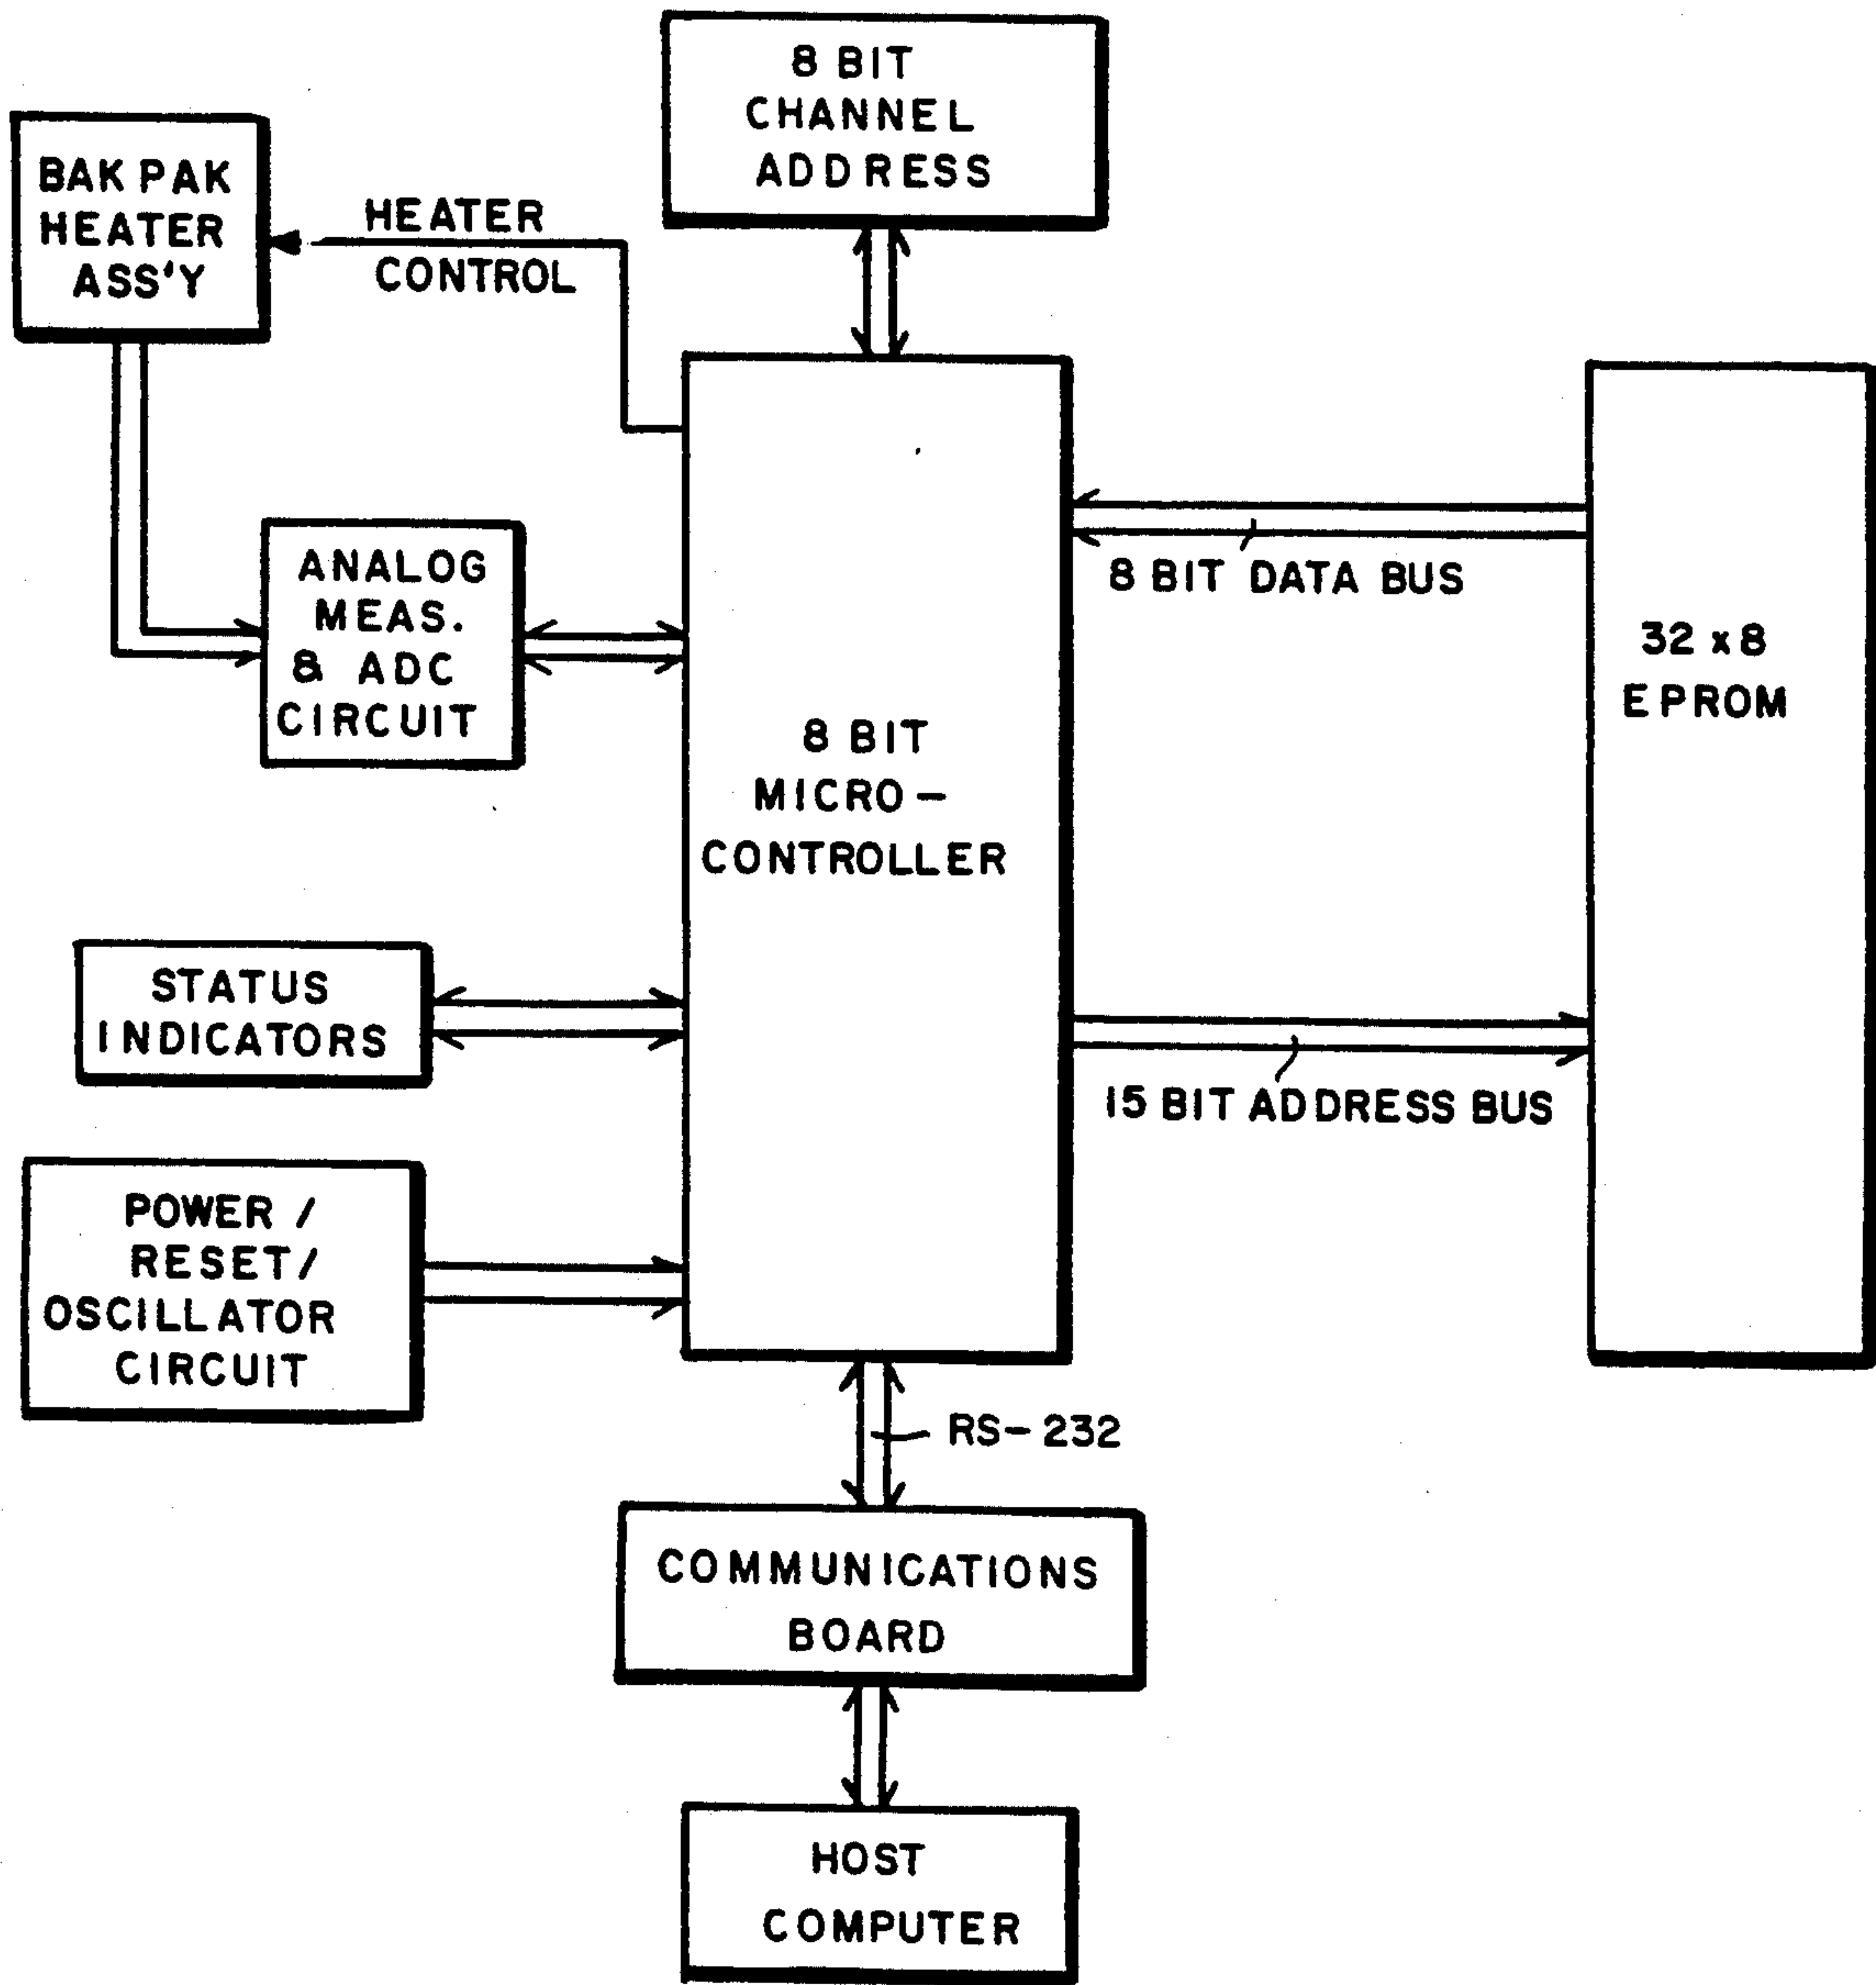 8 BIT
CHANNEL
ADDRESS
BAK PAK
HEATER
ASS'Y
HEATER
CONTROL
ANALOG
MEAS.
& ADC
CIRCUIT
8 BIT
MICRO-
CONTROLLER
8 BIT DATA BUS
32 x 8
EPROM
STATUS
INDICATORS
15 BIT ADDRESS BUS
POWER /
RESET/
OSCILLATOR
CIRCUIT
RS-232
COMMUNICATIONS
BOARD
HOST
COMPUTER